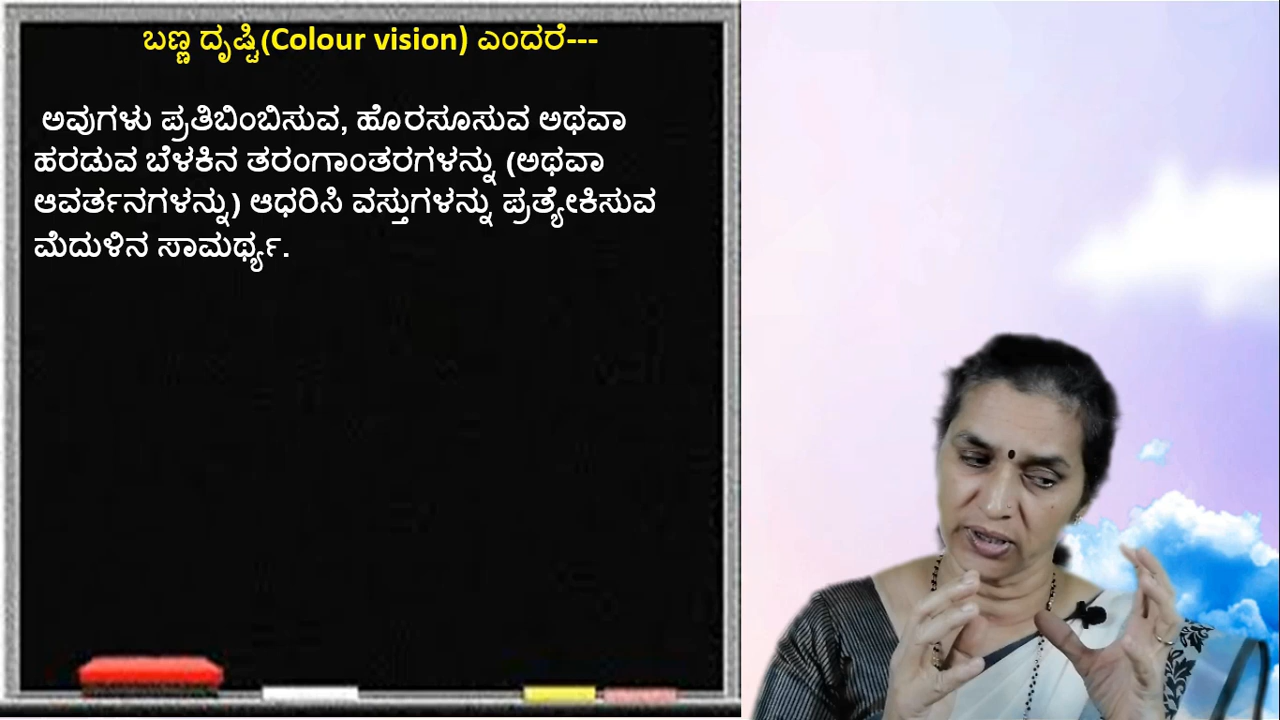 ಬಣ್ಣ ದೃಷ್ಟಿ(Colour vision) ಎಂದರೆ---
ಅವುಗಳು ಪ್ರತಿಬಿಂಬಿಸುವ, ಹೊರಸೂಸುವ ಅಥವಾ
ಹರಡುವ ಬೆಳಕಿನ ತರಂಗಾಂತರಗಳನ್ನು (ಅಥವಾ
ಆವರ್ತನಗಳನ್ನು) ಆಧರಿಸಿ ವಸ್ತುಗಳನ್ನು ಪ್ರತ್ಯೇಕಿಸುವ
ಮೆದುಳಿನ ಸಾಮರ್ಥ್ಯ.